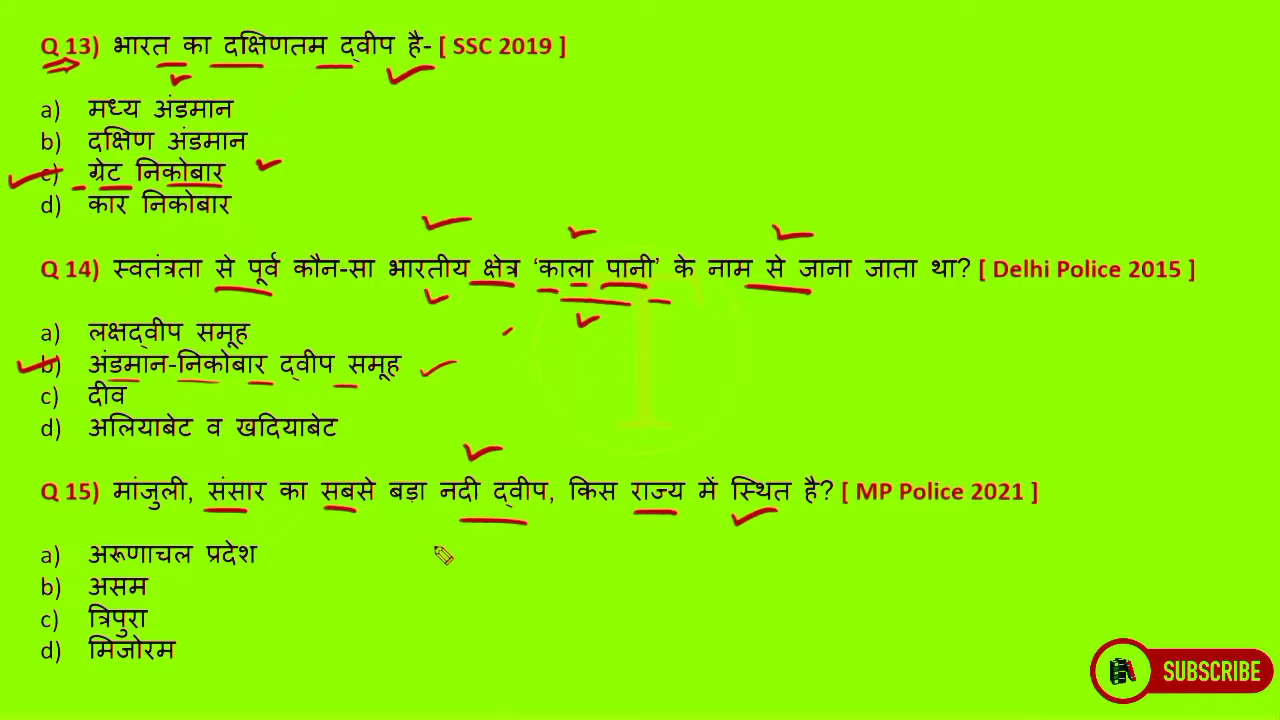 Q 13) भारत का दक्षिणतम द्वीप है- [ SSC 2019 ]
a) मध्य अंडमान
b) दक्षिण अंडमान
c) ग्रेट निकोबार
d) कार निकोबार
Q 14) स्वतंत्रता से पूर्व कौन-सा भारतीय क्षेत्र 'काला पानी' के नाम से जाना जाता था? [ Delhi Police 2015 ]
a) लक्षद्वीप समूह
b) अंडमान-निकोबार द्वीप समूह
c) दीव
d) अलियाबेट व खदियाबेट
Q 15) मांजुली, संसार का सबसे बड़ा नदी द्वीप, किस राज्य में स्थित है? [ MP Police 2021 ]
a) अरूणाचल प्रदेश
b) असम
c) त्रिपुरा
d) मिजोरम
SUBSCRIBE